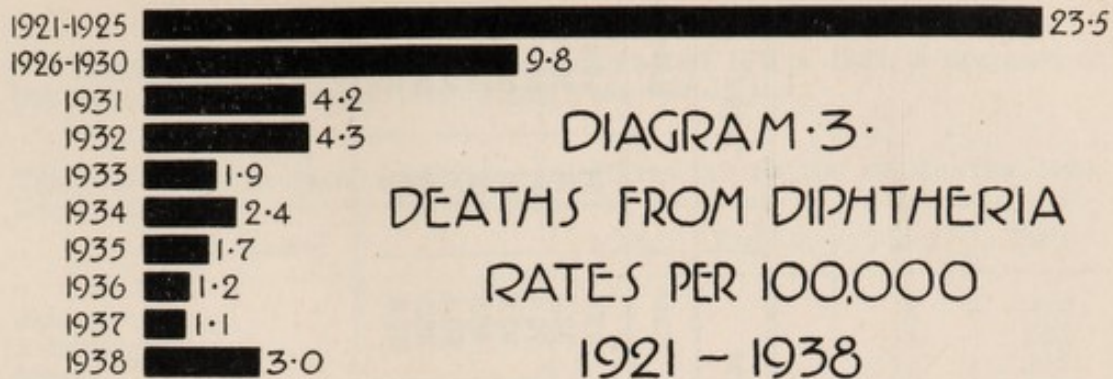 1921-1925 23·5
1926-1930 9·8
1931 4·2
1932 4·3
1933 1·9
1934 2·4
1935 1·7
1936 1·2
1937 1·1
1938 3·0
DIAGRAM·3·
DEATHS FROM DIPHTHERIA
RATES PER 100,000
1921 – 1938